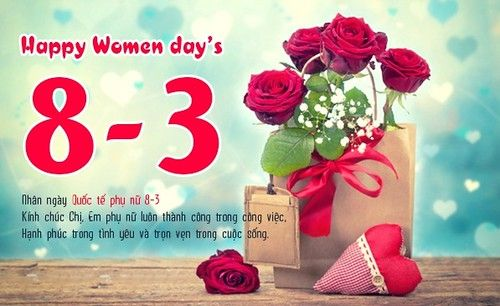 Happy Women day's
8-3
Nhân ngày Quốc tế phụ nữ 8-3
Kính chúc Chị, Em phụ nữ luôn thành công trong công việc,
Hạnh phúc trong tình yêu và trọn vẹn trong cuộc sống.